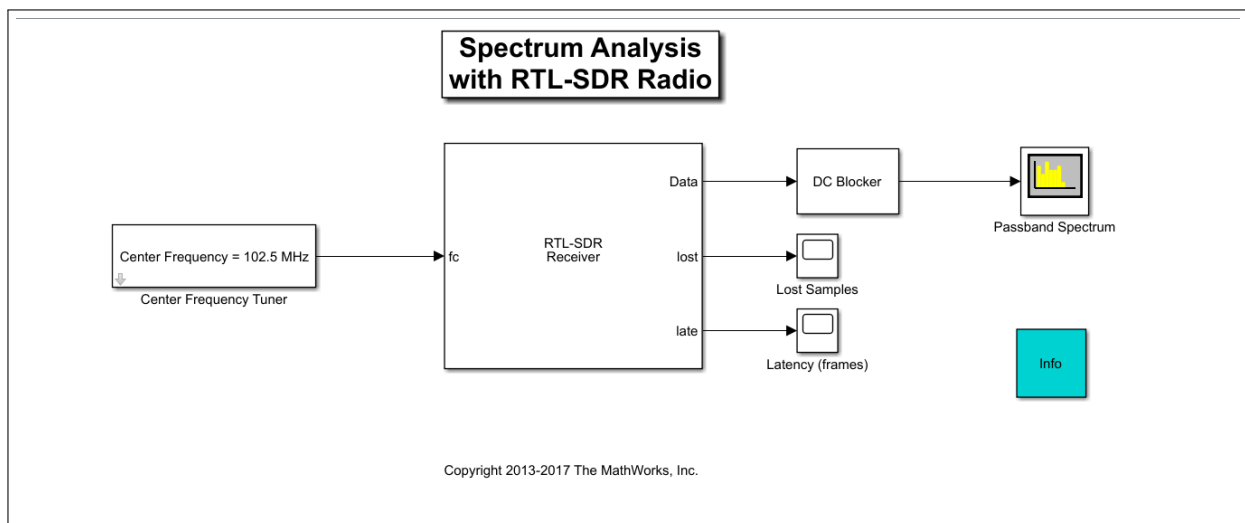 Spectrum Analysis
with RTL-SDR Radio
Data
DC Blocker
Passband Spectrum
Center Frequency = 102.5 MHz
Center Frequency Tuner
fc
RTL-SDR
Receiver
lost
Lost Samples
late
Latency (frames)
Info
Copyright 2013-2017 The MathWorks, Inc.